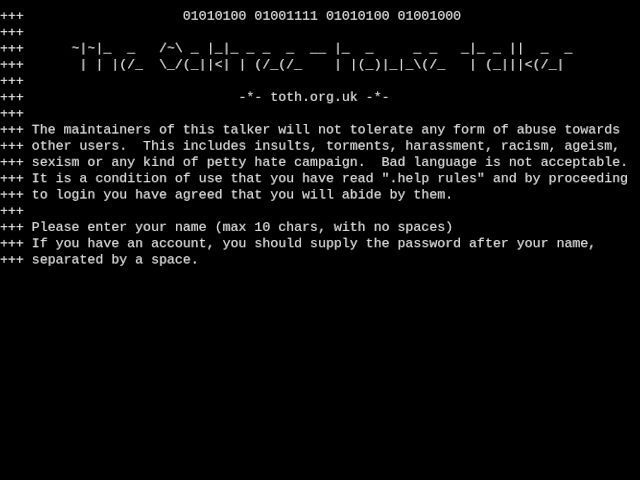 +++                    01010100 01001111 01010100 01001000
+++
+++      ~|~|_  _   /~\ _ |_|_ _ _  _  __ |_  _     _ _   _|_ _ ||  _  _
+++       | | |(/_  \_/(_||<| | (/_(/_    | |(_)|_|_\(/_  | (_|||<(/_|
+++
+++                           -*- toth.org.uk -*-
+++
+++ The maintainers of this talker will not tolerate any form of abuse towards
+++ other users.  This includes insults, torments, harassment, racism, ageism,
+++ sexism or any kind of petty hate campaign.  Bad language is not acceptable.
+++ It is a condition of use that you have read ".help rules" and by proceeding
+++ to login you have agreed that you will abide by them.
+++
+++ Please enter your name (max 10 chars, with no spaces)
+++ If you have an account, you should supply the password after your name,
+++ separated by a space.